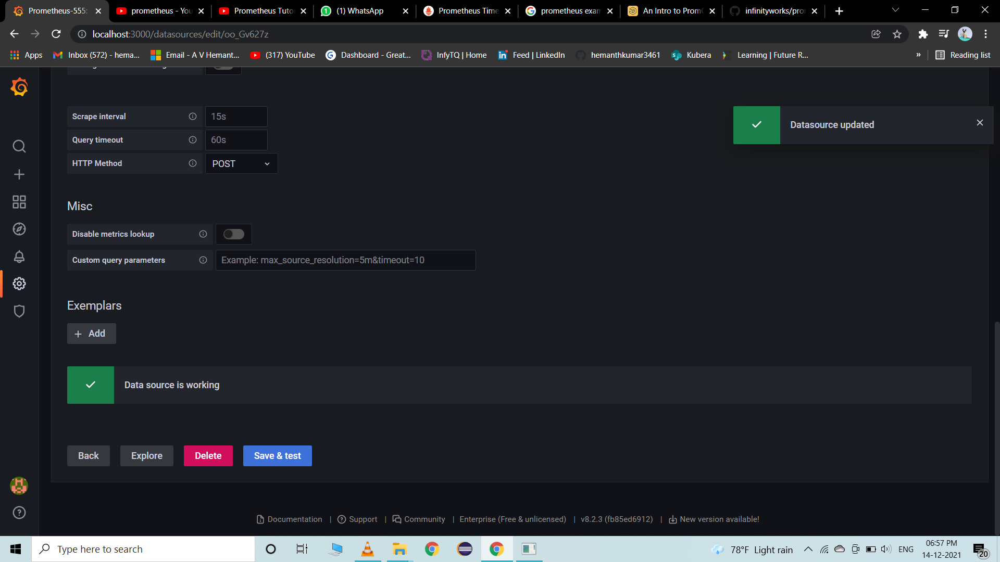 Prometheus-555:
prometheus - You
Prometheus Tuto
(1) WhatsApp
Prometheus Time
prometheus exam
An Intro to Prom
infinityworks/pro
localhost:3000/datasources/edit/oo_Gv627z
Apps
Inbox (572) - hema...
Email - A V Hemant...
(317) YouTube
Dashboard - Great...
InfyTQ | Home
Feed | LinkedIn
hemanthkumar3461
Kubera
Learning | Future R...
»
Reading list
Scrape interval
15s
Datasource updated
Query timeout
60s
HTTP Method
POST
Misc
Disable metrics lookup
Custom query parameters
Example: max_source_resolution=5m&timeout=10
Exemplars
+ Add
Data source is working
Back
Explore
Delete
Save & test
Documentation | Support | Community | Enterprise (Free & unlicensed) | v8.2.3 (fb85ed6912) | New version available!
Type here to search
78°F Light rain
ENG
06:57 PM
14-12-2021
20